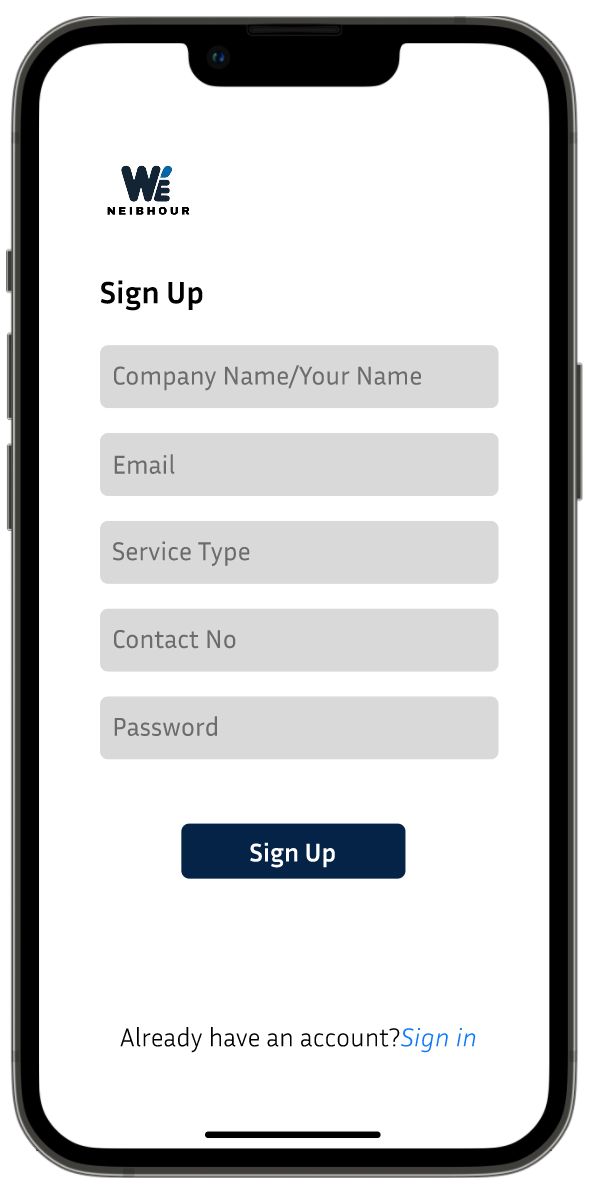 WE
NEIBHOUR
Sign Up
Company Name/Your Name
Email
Service Type
Contact No
Password
Sign Up
Already have an account?Sign in